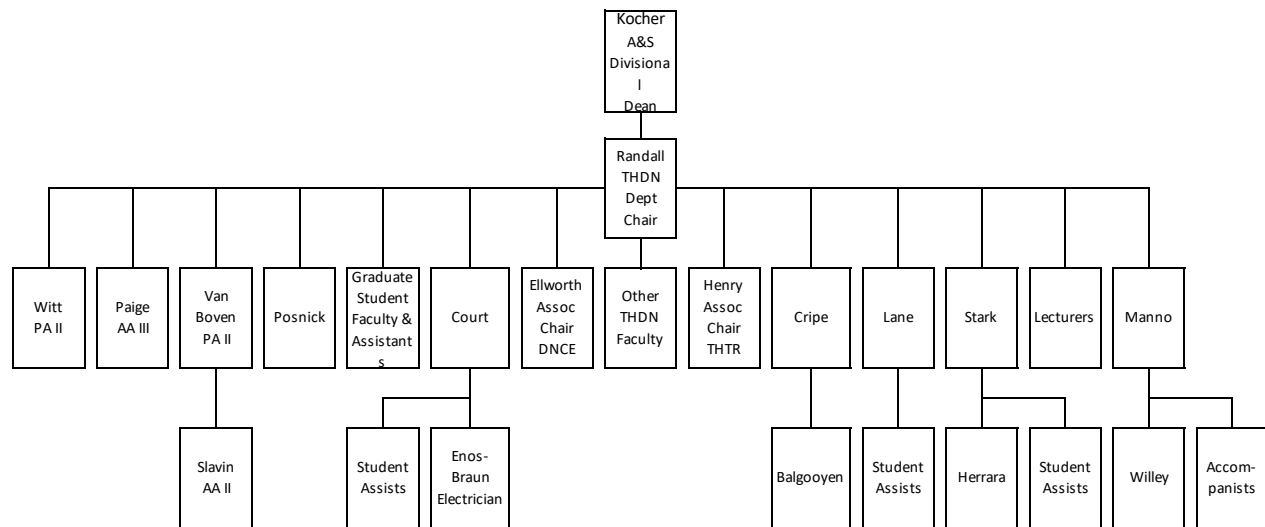 Kocher
A&S
Divisiona
l
Dean
Randall
THDN
Dept
Chair
Witt
PA II
Paige
AA III
Van
Boven
PA II
Posnick
Graduate
Student
Faculty &
Assistant
s
Court
Ellworth
Assoc
Chair
DNCE
Other
THDN
Faculty
Henry
Assoc
Chair
THTR
Cripe
Lane
Stark
Lecturers
Manno
Slavin
AA II
Student
Assists
Enos-
Braun
Electrician
Balgooyen
Student
Assists
Herrara
Student
Assists
Willey
Accom-
panists